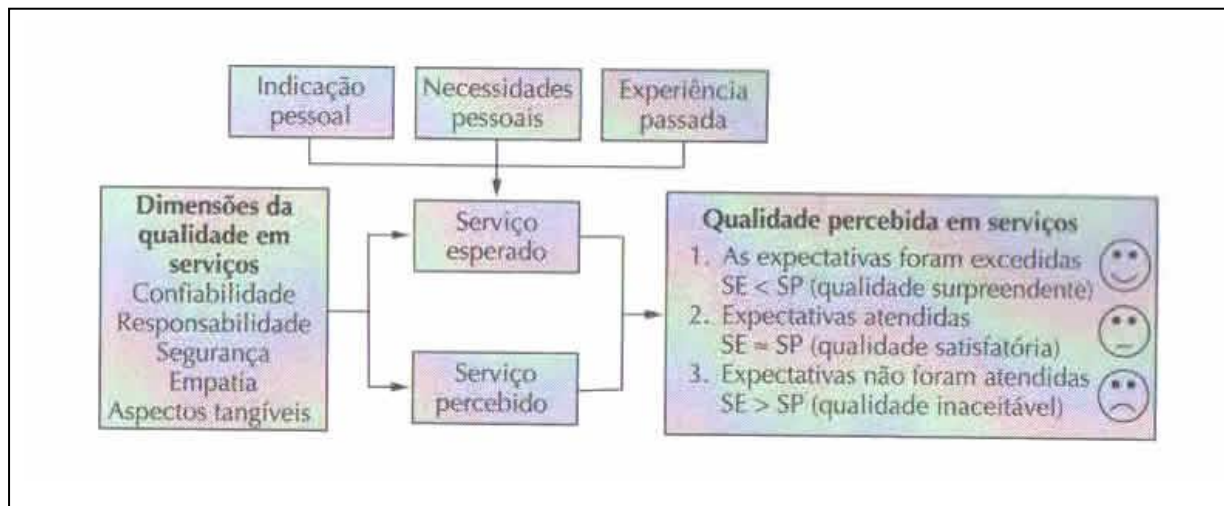 Indicação
pessoal
Necessidades
pessoais
Experiência
passada
Dimensões da
qualidade em
serviços
Confiabilidade
Responsabilidade
Segurança
Empatia
Aspectos tangíveis
Serviço
esperado
Serviço
percebido
Qualidade percebida em serviços
1. As expectativas foram excedidas
SE < SP (qualidade surpreendente)
2. Expectativas atendidas
SE = SP (qualidade satisfatória)
3. Expectativas não foram atendidas
SE > SP (qualidade inaceitável)